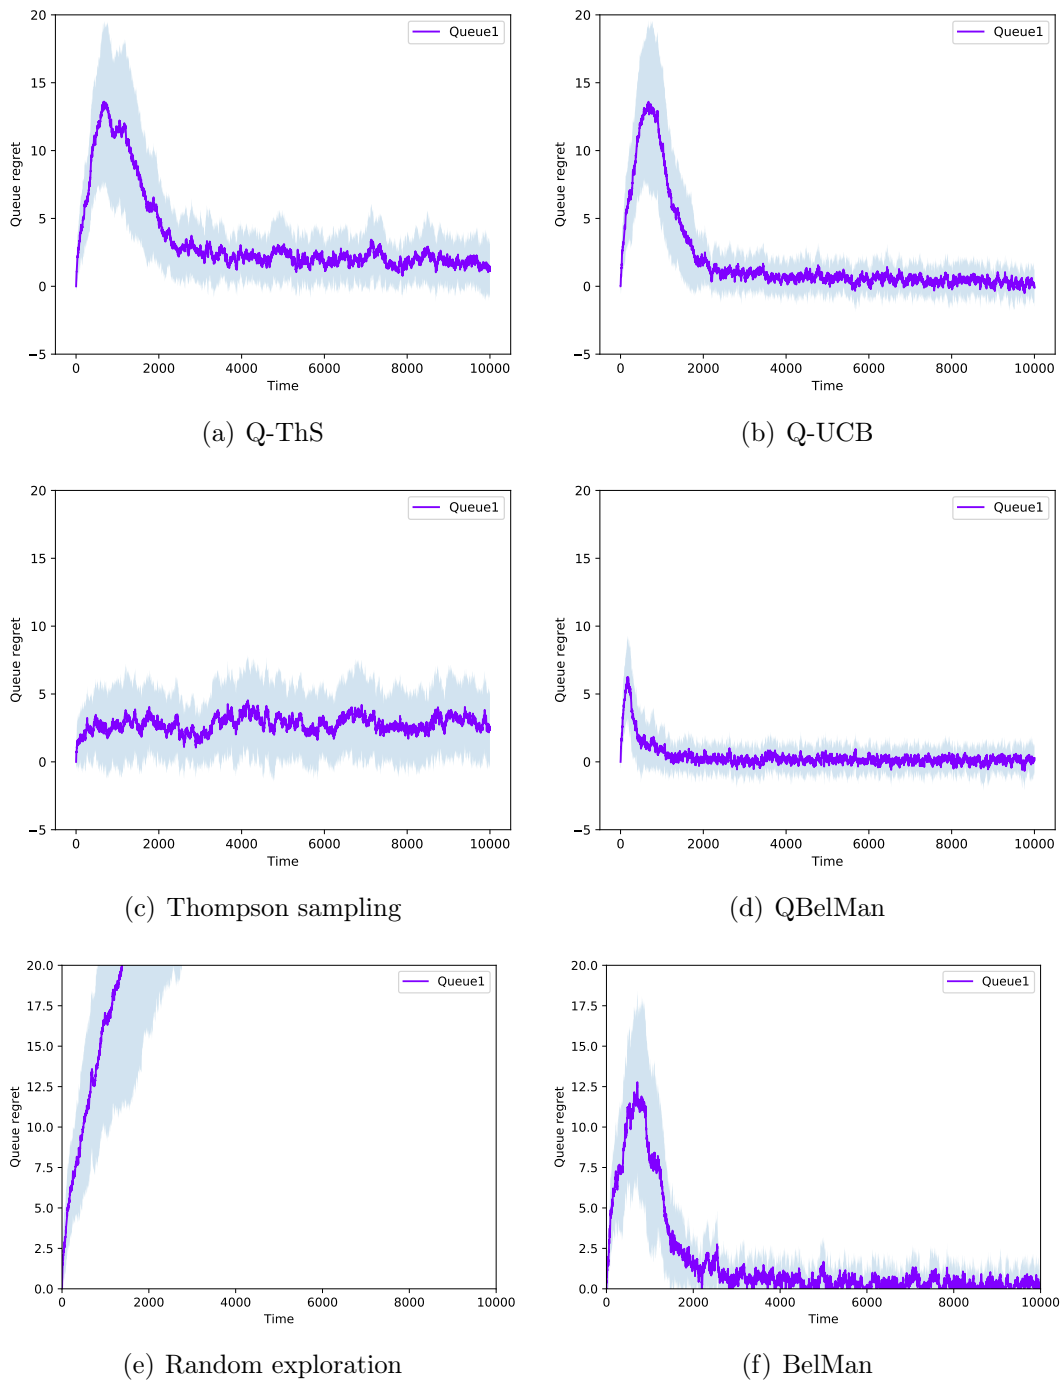 20
15
10
5
0
−5
Queue regret
Queue1
0 2000 4000 6000 8000 10000
Time
(a) Q-ThS
20
15
10
5
0
−5
Queue regret
Queue1
0 2000 4000 6000 8000 10000
Time
(b) Q-UCB
20
15
10
5
0
−5
Queue regret
Queue1
0 2000 4000 6000 8000 10000
Time
(c) Thompson sampling
20
15
10
5
0
−5
Queue regret
Queue1
0 2000 4000 6000 8000 10000
Time
(d) QBelMan
20.0
17.5
15.0
12.5
10.0
7.5
5.0
2.5
0.0
Queue regret
Queue1
0 2000 4000 6000 8000 10000
Time
(e) Random exploration
20.0
17.5
15.0
12.5
10.0
7.5
5.0
2.5
0.0
Queue regret
Queue1
0 2000 4000 6000 8000 10000
Time
(f) BelMan